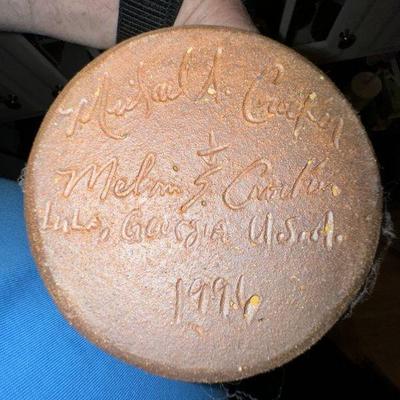 Michael A. Crocker
+
Melvin Crocker
LULA, GEORGIA U.S.A.
1996